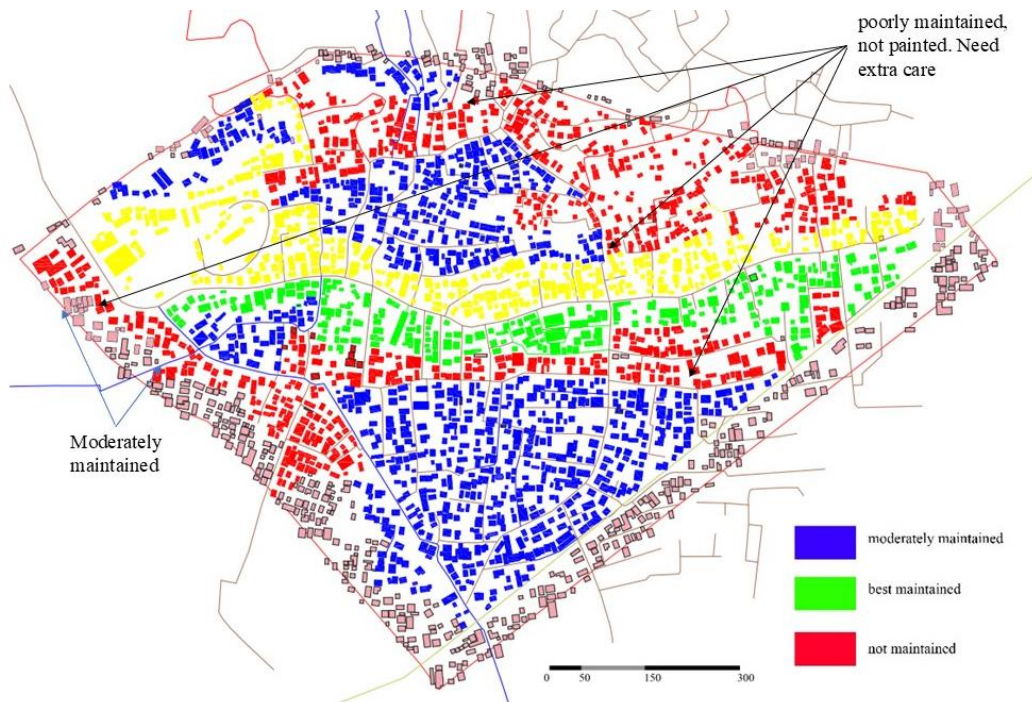 poorly maintained,
not painted. Need
extra care
Moderately
maintained
moderately maintained
best maintained
not maintained
0 50 150 300